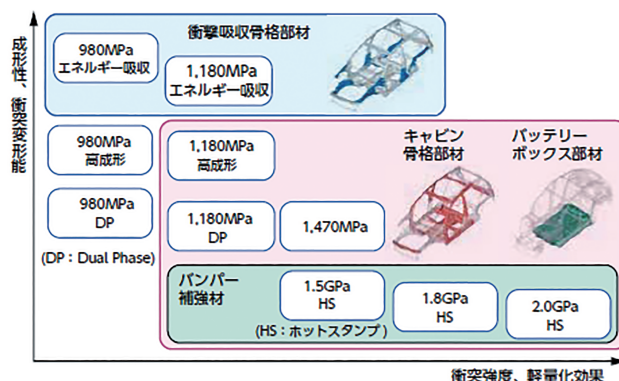 成形性、衝突変形能
衝撃吸収骨格部材
980MPa
エネルギー吸収
1,180MPa
エネルギー吸収
980MPa
高成形
1,180MPa
高成形
キャビン
骨格部材
バッテリー
ボックス部材
980MPa
DP
1,180MPa
DP
1,470MPa
(DP：Dual Phase)
バンパー
補強材
1.5GPa
HS
1.8GPa
HS
2.0GPa
HS
(HS：ホットスタンプ)
衝突強度、軽量化効果